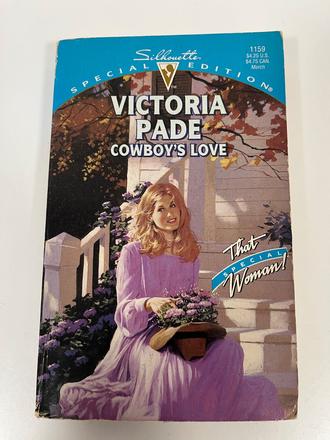 Silhouette
SPECIAL EDITION®
1159
$4.25 U.S.
$4.75 CAN
March
VICTORIA
PADE
COWBOY'S LOVE
That
SPECIAL
Woman!